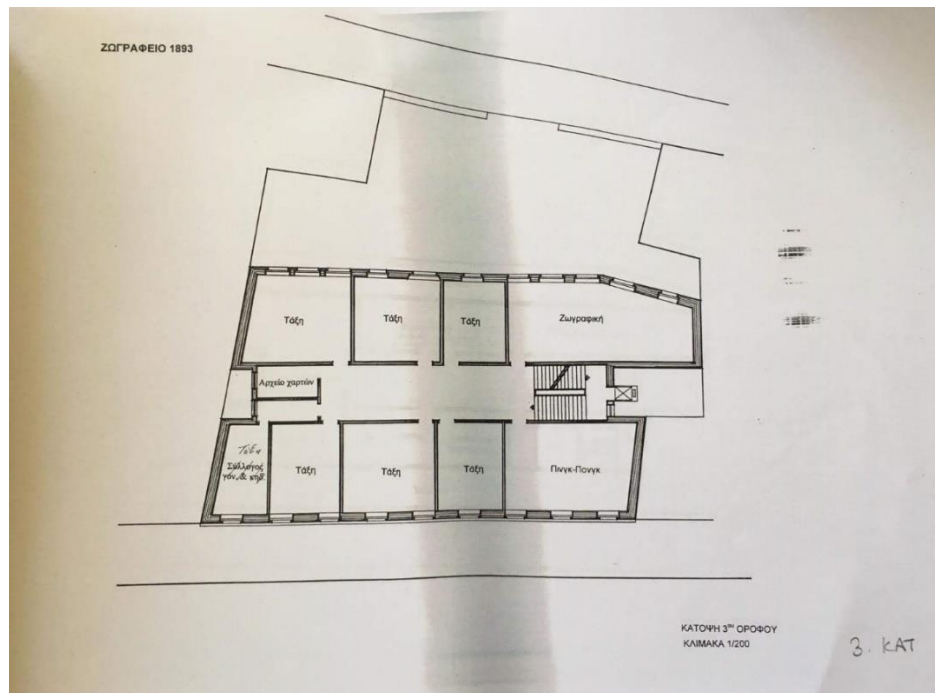 ΖΩΓΡΑΦΕΙΟ 1893
Τάξη
Τάξη
Τάξη
Ζωγραφική
Αρχείο χαρτών
Τάξη
Σύλλογος
γον. & κηδ.
Τάξη
Τάξη
Τάξη
Πινγκ-Πονγκ
ΚΑΤΟΨΗ 3ου ΟΡΟΦΟΥ
ΚΛΙΜΑΚΑ 1/200
3. KAT